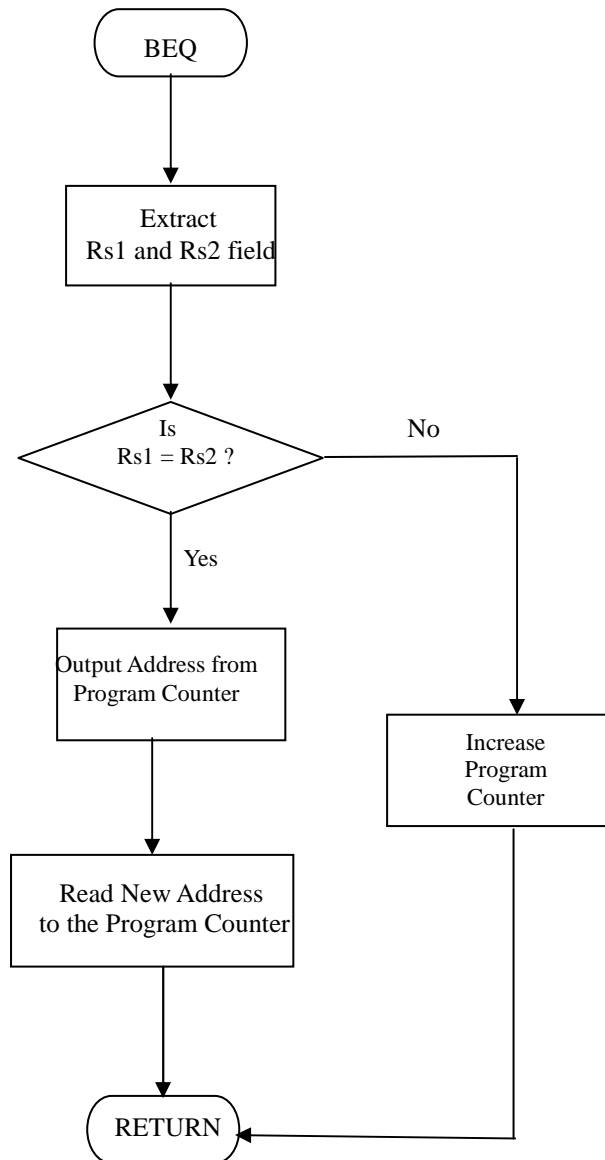 BEQ
Extract
Rs1 and Rs2 field
Is
Rs1 = Rs2 ?
No
Yes
Output Address from
Program Counter
Increase
Program
Counter
Read New Address
to the Program Counter
RETURN